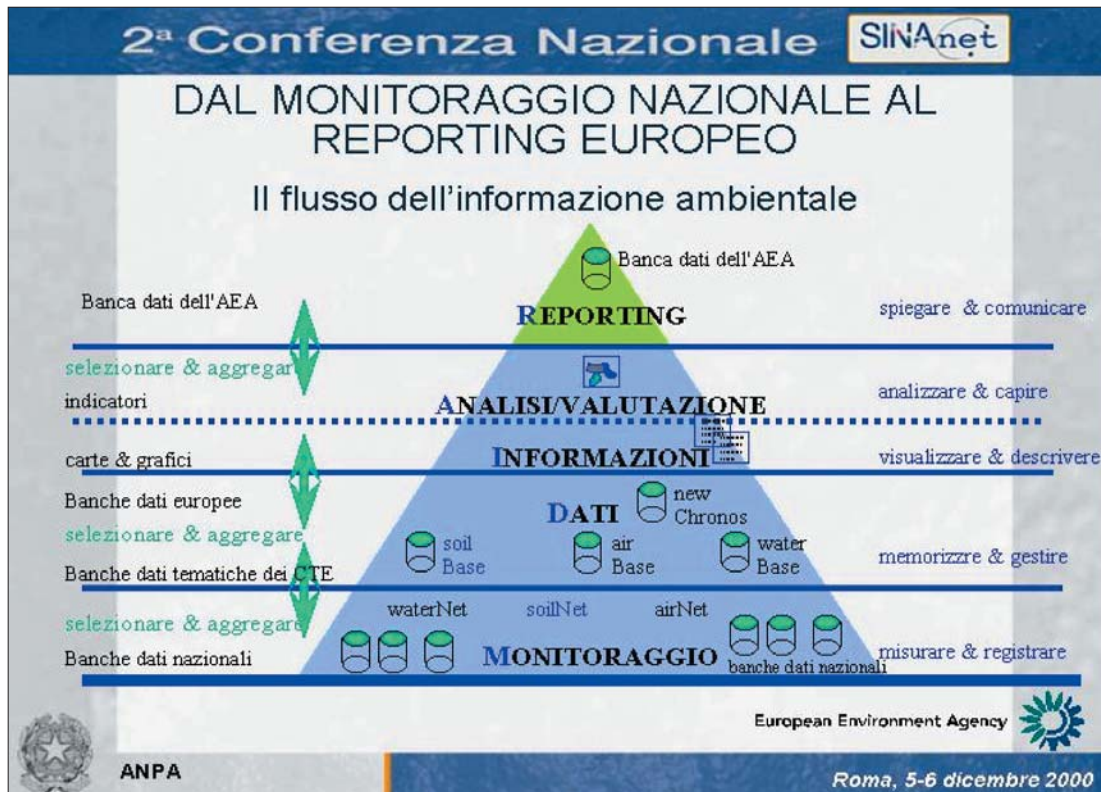 2ª Conferenza Nazionale SINAnet
DAL MONITORAGGIO NAZIONALE AL
REPORTING EUROPEO
Il flusso dell'informazione ambientale
Banca dati dell'AEA
Banca dati dell'AEA
REPORTING
spiegare & comunicare
selezionare & aggregare
indicatori
ANALISI/VALUTAZIONE
analizzare & capire
carte & grafici
INFORMAZIONI
visualizzare & descrivere
Banche dati europee
DATI
new
Chronos
selezionare & aggregare
soil
Base
air
Base
water
Base
memorizzre & gestire
Banche dati tematiche dei CTE
waterNet soilNet airNet
selezionare & aggregare
Banche dati nazionali
MONITORAGGIO
banche dati nazionali
misurare & registrare
European Environment Agency
ANPA
Roma, 5-6 dicembre 2000